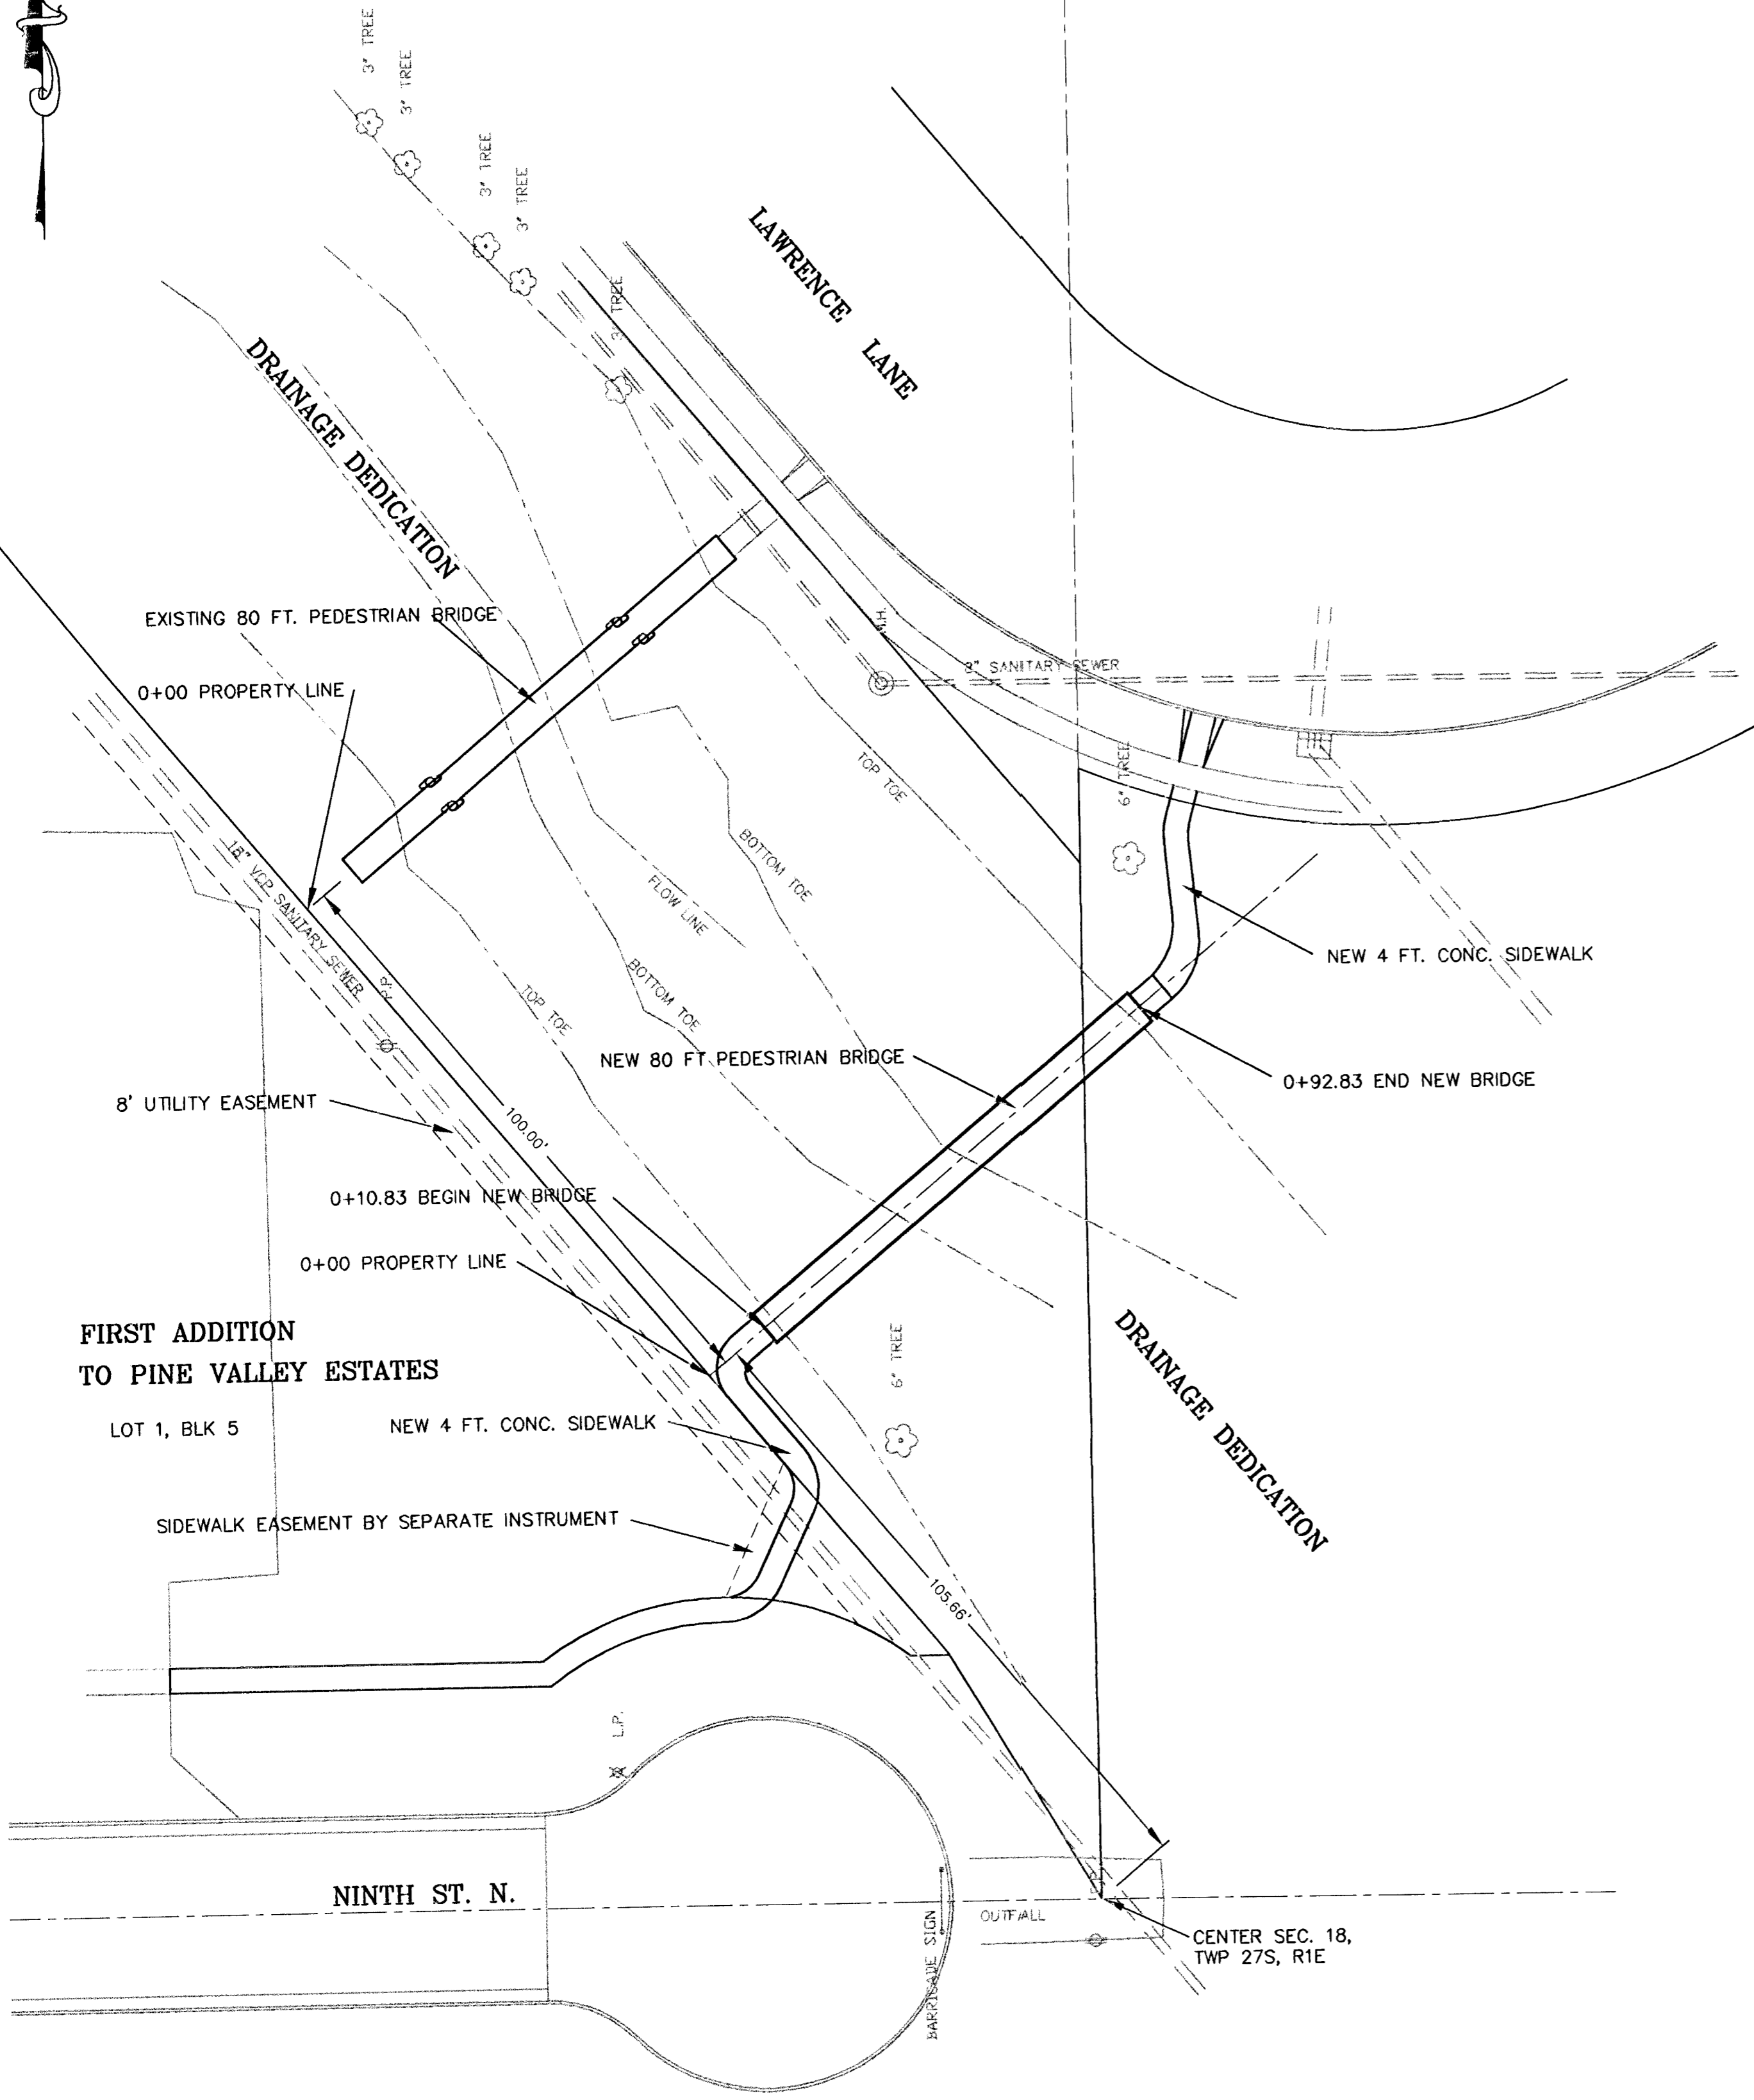 3" TREE
3" TREE
3" TREE
3" TREE
3" TREE
LAWRENCE LANE
DRAINAGE DEDICATION
EXISTING 80 FT. PEDESTRIAN BRIDGE
0+00 PROPERTY LINE
M.H.
8" SANITARY SEWER
6" TREE
TOP TOE
BOTTOM TOE
FLOW LINE
18" VCP SANITARY SEWER
P.P.
TOP TOE
BOTTOM TOE
NEW 4 FT. CONC. SIDEWALK
NEW 80 FT PEDESTRIAN BRIDGE
0+92.83 END NEW BRIDGE
8' UTILITY EASEMENT
100.00'
0+10.83 BEGIN NEW BRIDGE
0+00 PROPERTY LINE
FIRST ADDITION
TO PINE VALLEY ESTATES
LOT 1, BLK 5
NEW 4 FT. CONC. SIDEWALK
6" TREE
DRAINAGE DEDICATION
SIDEWALK EASEMENT BY SEPARATE INSTRUMENT
105.66'
L.P.
NINTH ST. N.
BARRICADE SIGN
OUTFALL
CENTER SEC. 18,
TWP 27S, R1E